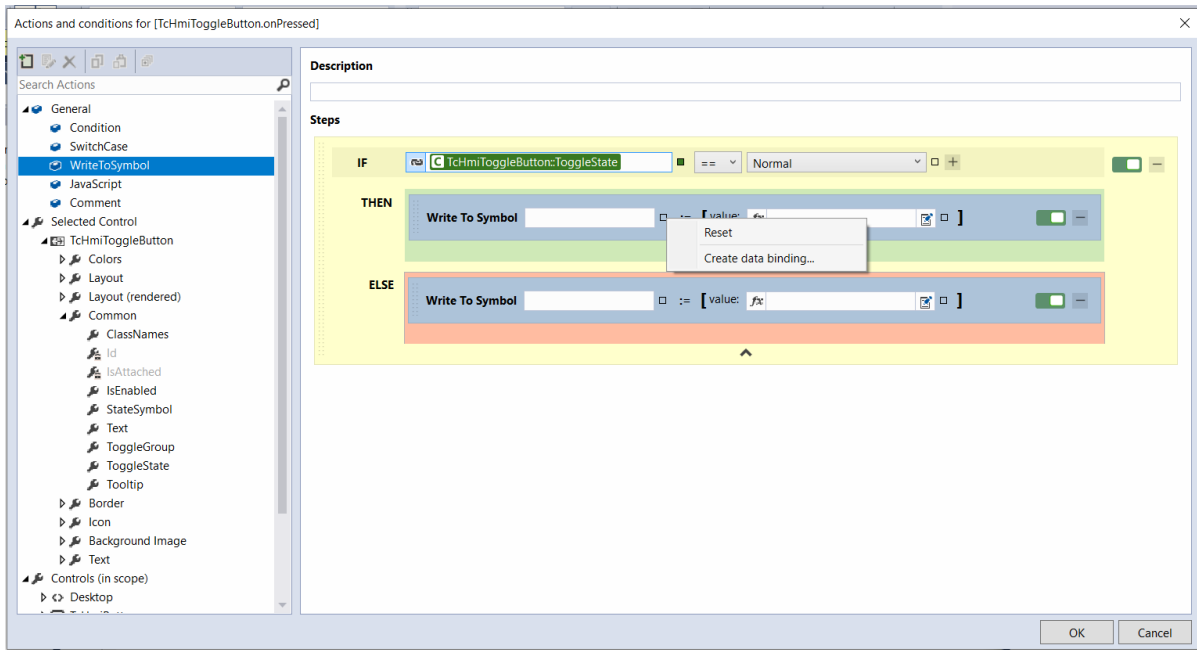 Actions and conditions for [TcHmiToggleButton.onPressed]
Search Actions
General
Condition
SwitchCase
WriteToSymbol
JavaScript
Comment
Selected Control
TcHmiToggleButton
Colors
Layout
Layout (rendered)
Common
ClassNames
Id
IsAttached
IsEnabled
StateSymbol
Text
ToggleGroup
ToggleState
Tooltip
Border
Icon
Background Image
Text
Controls (in scope)
Desktop
Description
Steps
IF C TcHmiToggleButton::ToggleState == Normal +
THEN
Write To Symbol := [ value: fx ]
Reset
Create data binding...
ELSE
Write To Symbol := [ value: fx ]
OK Cancel